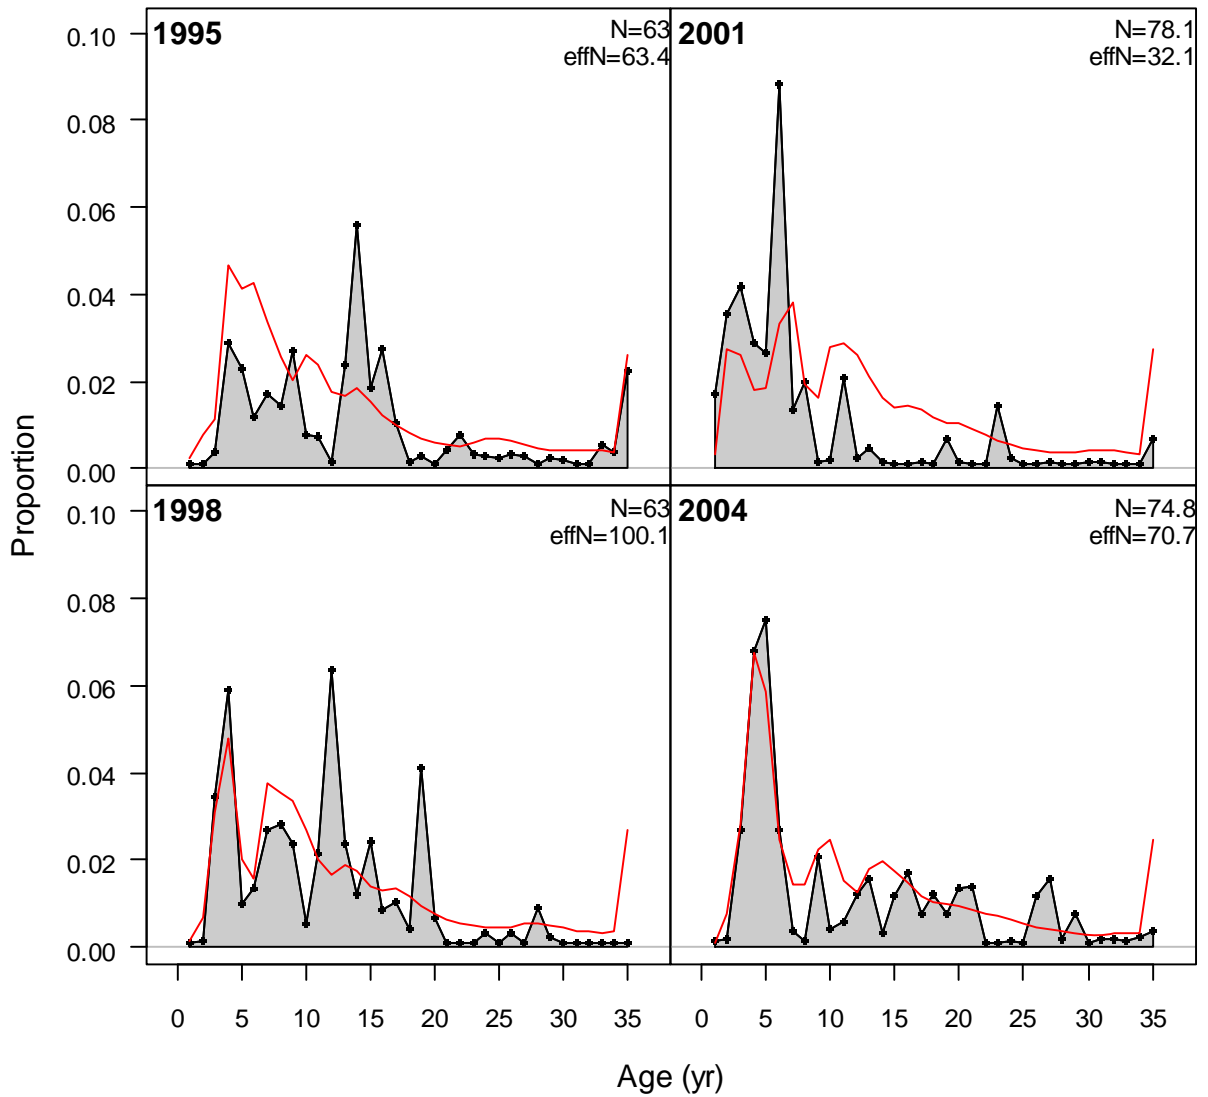 1995
N=63
effN=63.4
2001
N=78.1
effN=32.1
0.10
0.08
0.06
0.04
0.02
0.00
1998
N=63
effN=100.1
2004
N=74.8
effN=70.7
0.10
0.08
0.06
0.04
0.02
0.00
Proportion
0 5 10 15 20 25 30 35
0 5 10 15 20 25 30 35
Age (yr)